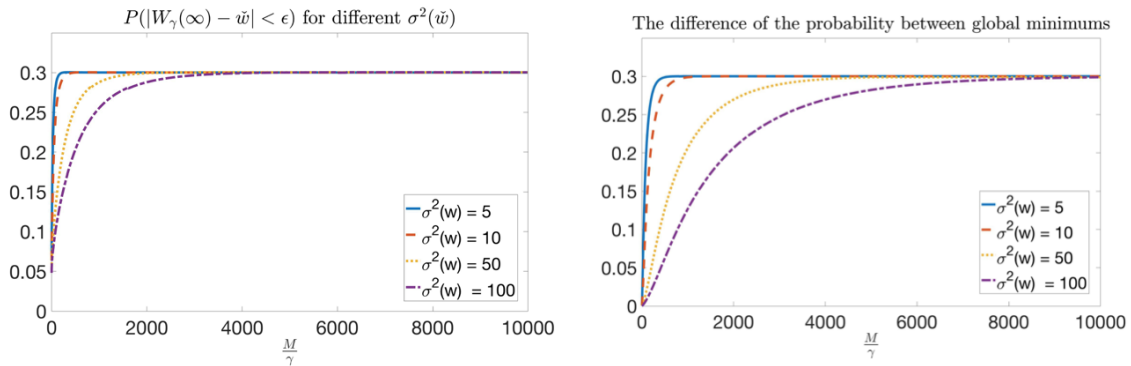 P(|W_γ(∞) − w̌| < ϵ) for different σ²(w̌)
0.3
0.25
0.2
0.15
0.1
0.05
0
σ²(w) = 5
σ²(w) = 10
σ²(w) = 50
σ²(w) = 100
0 2000 4000 6000 8000 10000
M/γ
The difference of the probability between global minimums
0.3
0.25
0.2
0.15
0.1
0.05
0
σ²(w) = 5
σ²(w) = 10
σ²(w) = 50
σ²(w) = 100
0 2000 4000 6000 8000 10000
M/γ